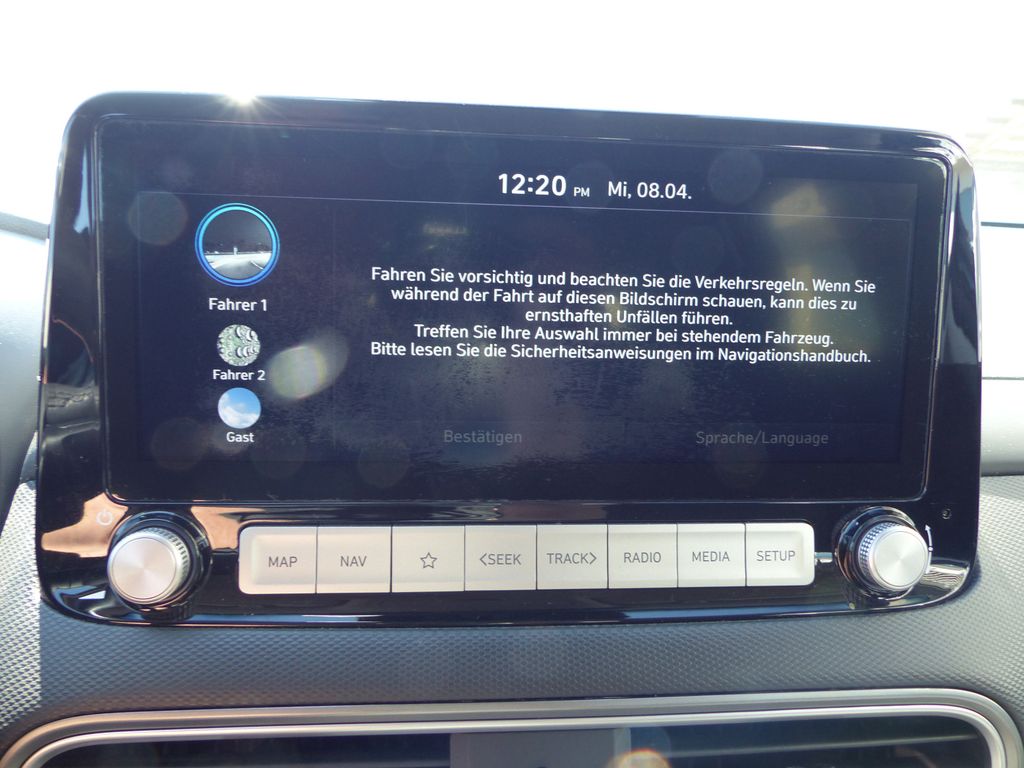 12:20 PM Mi, 08.04.
Fahrer 1
Fahrer 2
Gast
Fahren Sie vorsichtig und beachten Sie die Verkehrsregeln. Wenn Sie
während der Fahrt auf diesen Bildschirm schauen, kann dies zu
ernsthaften Unfällen führen.
Treffen Sie Ihre Auswahl immer bei stehendem Fahrzeug.
Bitte lesen Sie die Sicherheitsanweisungen im Navigationshandbuch.
Bestätigen
Sprache/Language
MAP
NAV
<SEEK
TRACK>
RADIO
MEDIA
SETUP